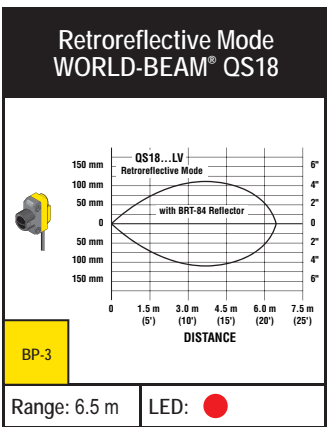 Retroreflective Mode
WORLD-BEAM® QS18
QS18...LV
Retroreflective Mode
with BRT-84 Reflector
150 mm
100 mm
50 mm
0
50 mm
100 mm
150 mm
6"
4"
2"
0
2"
4"
6"
0 1.5 m 3.0 m 4.5 m 6.0 m 7.5 m
(5') (10') (15') (20') (25')
DISTANCE
BP-3
Range: 6.5 m
LED: